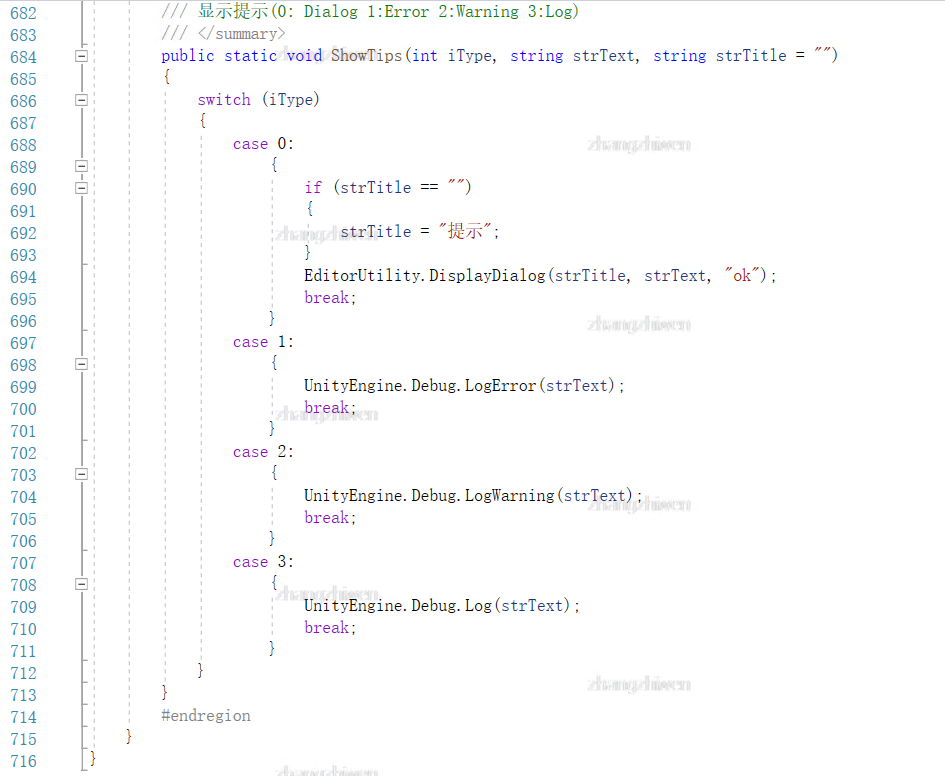 682 /// 显示提示(0: Dialog 1:Error 2:Warning 3:Log)
683 /// </summary>
684 public static void ShowTips(int iType, string strText, string strTitle = "")
685 {
686 switch (iType)
687 {
688 case 0:
689 {
690 if (strTitle == "")
691 {
692 strTitle = "提示";
693 }
694 EditorUtility.DisplayDialog(strTitle, strText, "ok");
695 break;
696 }
697 case 1:
698 {
699 UnityEngine.Debug.LogError(strText);
700 break;
701 }
702 case 2:
703 {
704 UnityEngine.Debug.LogWarning(strText);
705 break;
706 }
707 case 3:
708 {
709 UnityEngine.Debug.Log(strText);
710 break;
711 }
712 }
713 }
714 #endregion
715 }
716 }